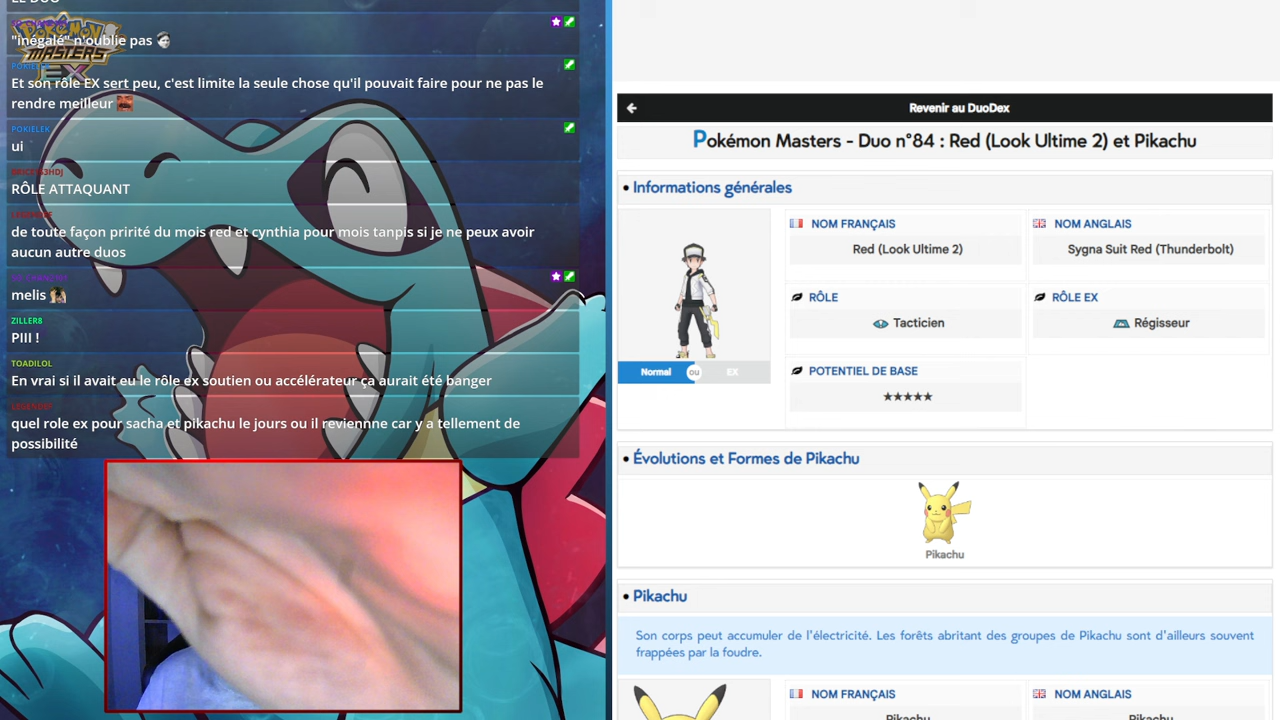 LE DUO
"inégalé" n'oublie pas
POKÉMON
MASTERS
EX
Et son rôle EX sert peu, c'est limite la seule chose qu'il pouvait faire pour ne pas le
rendre meilleur
POKIELEK
ui
RÔLE ATTAQUANT
de toute façon pririté du mois red et cynthia pour mois tanpis si je ne peux avoir
aucun autre duos
melis
ZILLER8
PIII !
TOADILOL
En vrai si il avait eu le rôle ex soutien ou accélérateur ça aurait été banger
quel role ex pour sacha et pikachu le jours ou il reviennne car y a tellement de
possibilité
Revenir au DuoDex
Pokémon Masters - Duo n°84 : Red (Look Ultime 2) et Pikachu
• Informations générales
NOM FRANÇAIS
Red (Look Ultime 2)
NOM ANGLAIS
Sygna Suit Red (Thunderbolt)
RÔLE
Tacticien
RÔLE EX
Régisseur
Normal ou EX
POTENTIEL DE BASE
★★★★★
• Évolutions et Formes de Pikachu
Pikachu
• Pikachu
Son corps peut accumuler de l'électricité. Les forêts abritant des groupes de Pikachu sont d'ailleurs souvent
frappées par la foudre.
NOM FRANÇAIS
Pikachu
NOM ANGLAIS
Pikachu